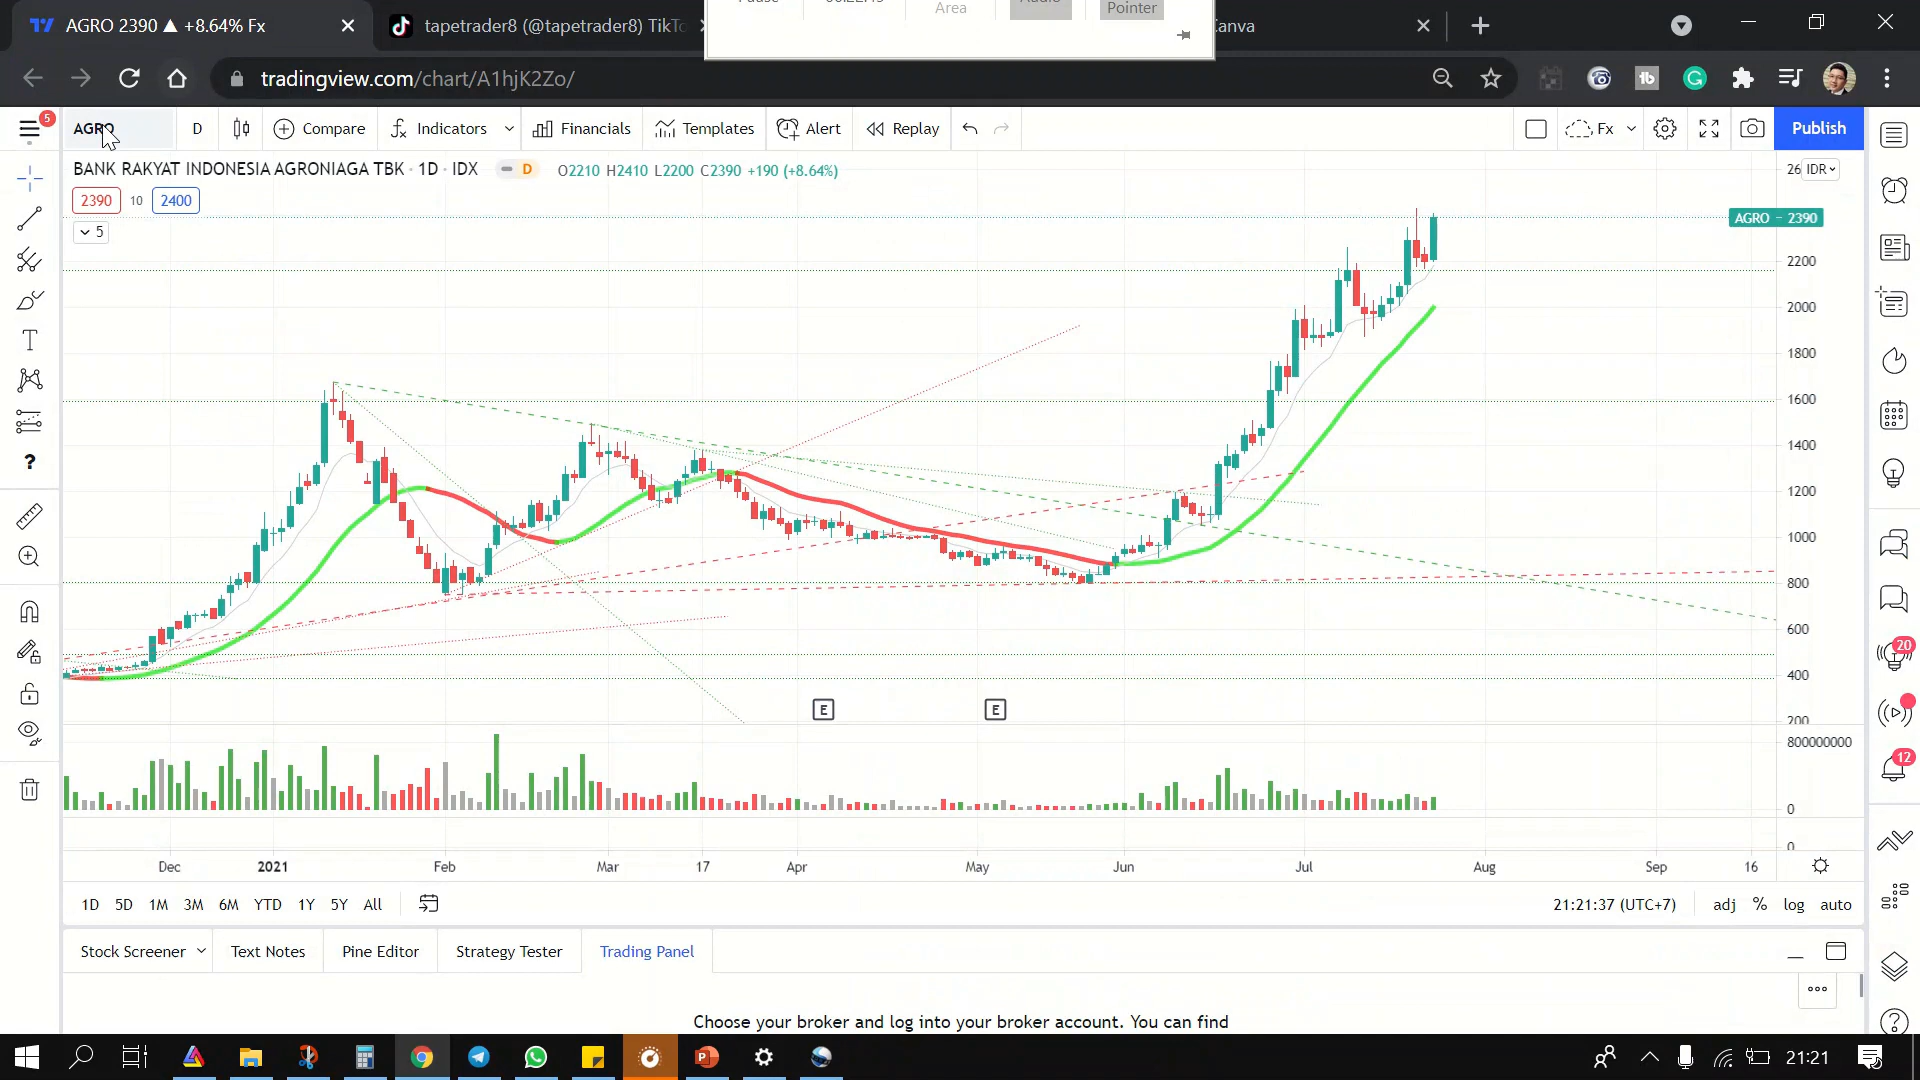 AGRO 2390 ▲ +8.64% Fx
tapetrader8 (@tapetrader8) TikTo
Area
Pointer
anva
tradingview.com/chart/A1hjK2Zo/
5
AGRO
D
Compare
Indicators
Financials
Templates
Alert
Replay
Fx
Publish
BANK RAKYAT INDONESIA AGRONIAGA TBK · 1D · IDX
D
O2210 H2410 L2200 C2390 +190 (+8.64%)
26
IDR
2390
10
2400
5
AGRO − 2390
2200
2000
1800
1600
1400
1200
1000
800
600
400
200
E
E
800000000
0
0
Dec
2021
Feb
Mar
17
Apr
May
Jun
Jul
Aug
Sep
16
1D 5D 1M 3M 6M YTD 1Y 5Y All
21:21:37 (UTC+7)
adj % log auto
20
12
Stock Screener
Text Notes
Pine Editor
Strategy Tester
Trading Panel
Choose your broker and log into your broker account. You can find
21:21